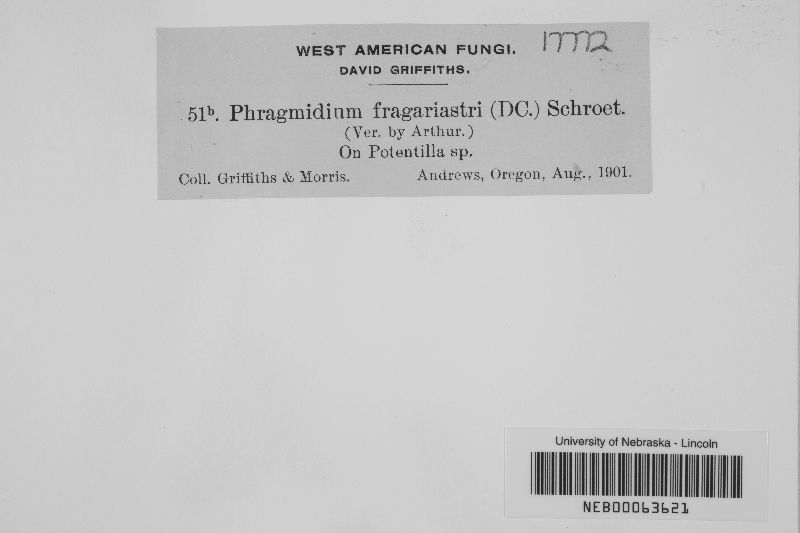 WEST AMERICAN FUNGI. 17772
DAVID GRIFFITHS.
51ᵇ. Phragmidium fragariastri (DC.) Schroet.
(Ver. by Arthur.)
On Potentilla sp.
Coll. Griffiths & Morris. Andrews, Oregon, Aug., 1901.
University of Nebraska - Lincoln
NEB00063621